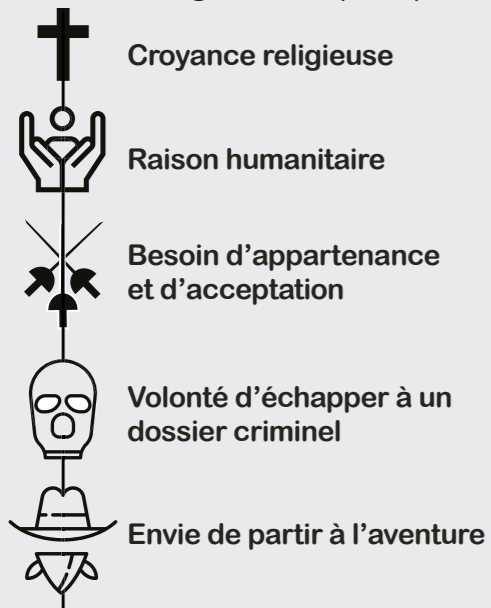 Croyance religieuse
Raison humanitaire
Besoin d’appartenance
et d’acceptation
Volonté d’échapper à un
dossier criminel
Envie de partir à l’aventure